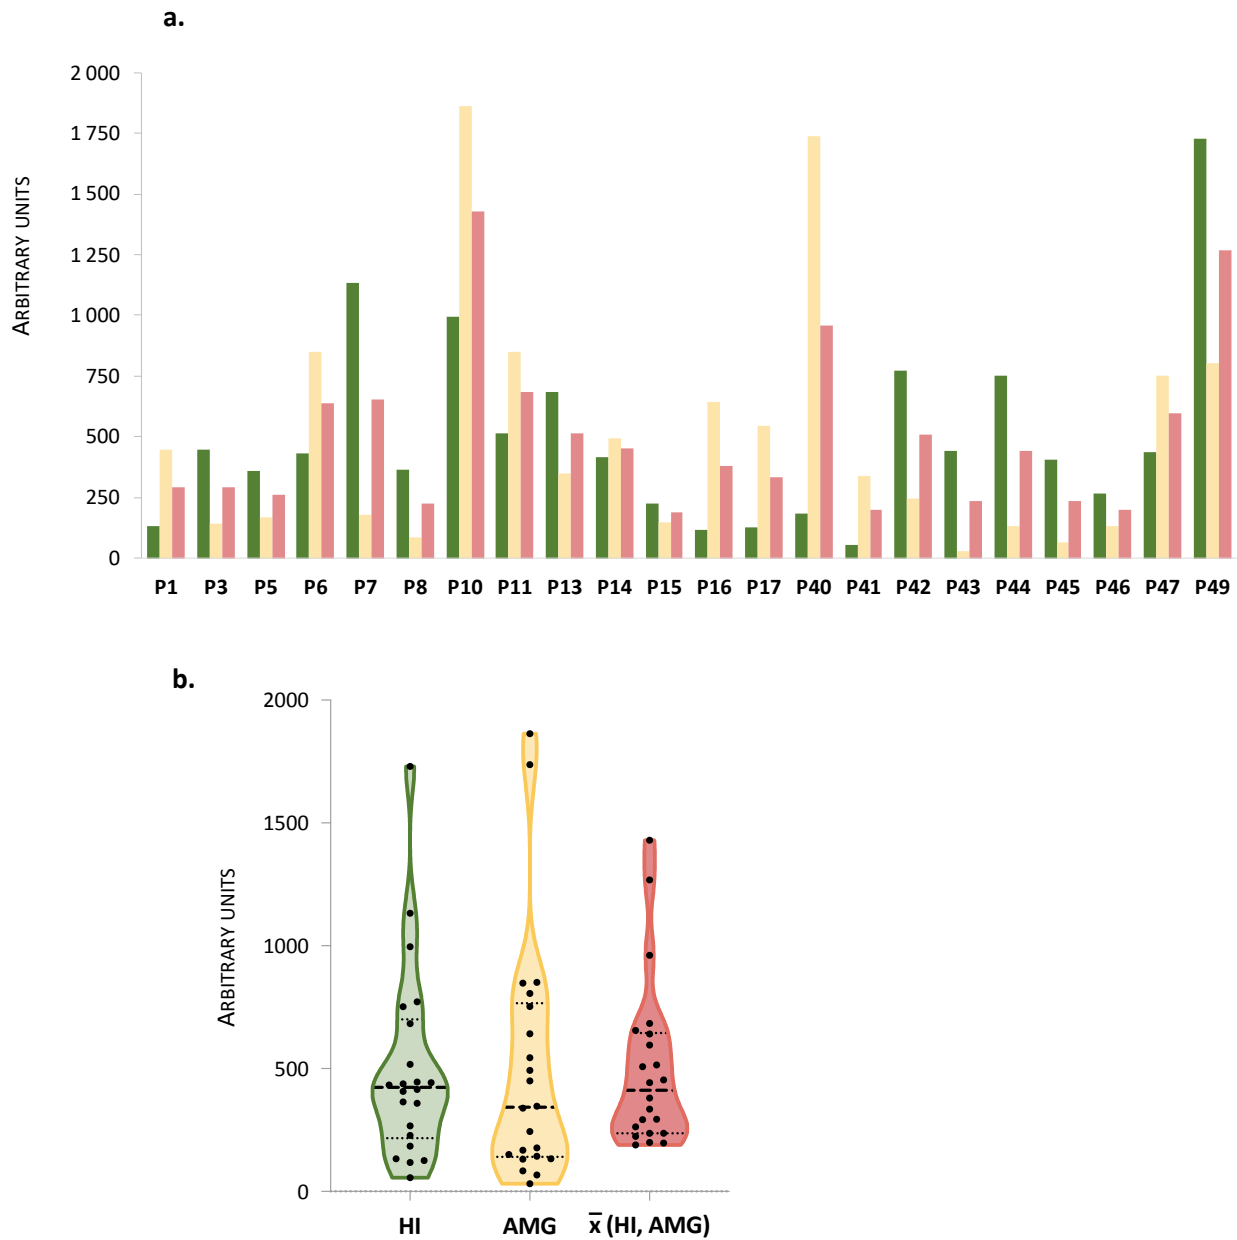 a.
2 000
1 750
1 500
1 250
1 000
750
500
250
0
ARBITRARY UNITS
P1 P3 P5 P6 P7 P8 P10 P11 P13 P14 P15 P16 P17 P40 P41 P42 P43 P44 P45 P46 P47 P49
b.
2000
1500
1000
500
0
ARBITRARY UNITS
HI AMG x̅ (HI, AMG)